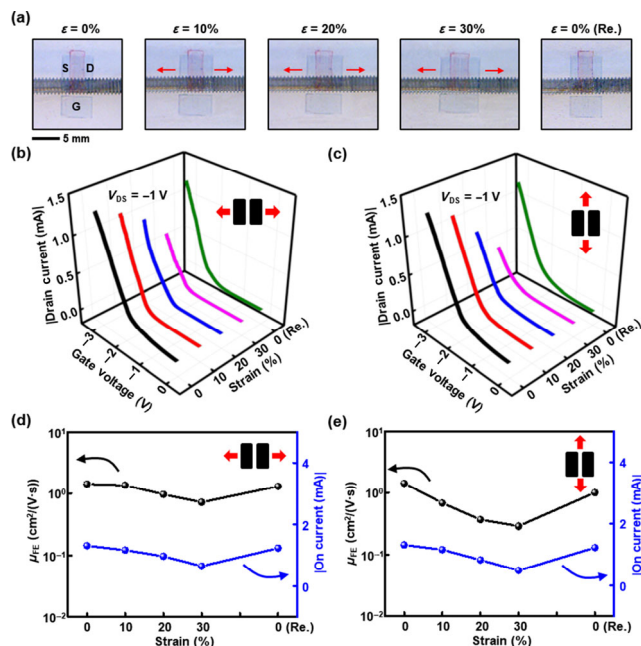 (a)
ε = 0%
ε = 10%
ε = 20%
ε = 30%
ε = 0% (Re.)
S
D
G
5 mm
(b)
|Drain current (mA)|
1.5
1.0
0.5
0.0
V_DS = −1 V
−3
−2
−1
0
Gate voltage (V)
0
10
20
30
0 (Re.)
Strain (%)
(c)
|Drain current (mA)|
1.5
1.0
0.5
0.0
V_DS = −1 V
−3
−2
−1
0
Gate voltage (V)
0
10
20
30
0 (Re.)
Strain (%)
(d)
μ_FE (cm²/(V·s))
10¹
10⁰
10⁻¹
10⁻²
4
2
0
|On current (mA)|
0
10
20
30
0 (Re.)
Strain (%)
(e)
μ_FE (cm²/(V·s))
10¹
10⁰
10⁻¹
10⁻²
4
2
0
|On current (mA)|
0
10
20
30
0 (Re.)
Strain (%)